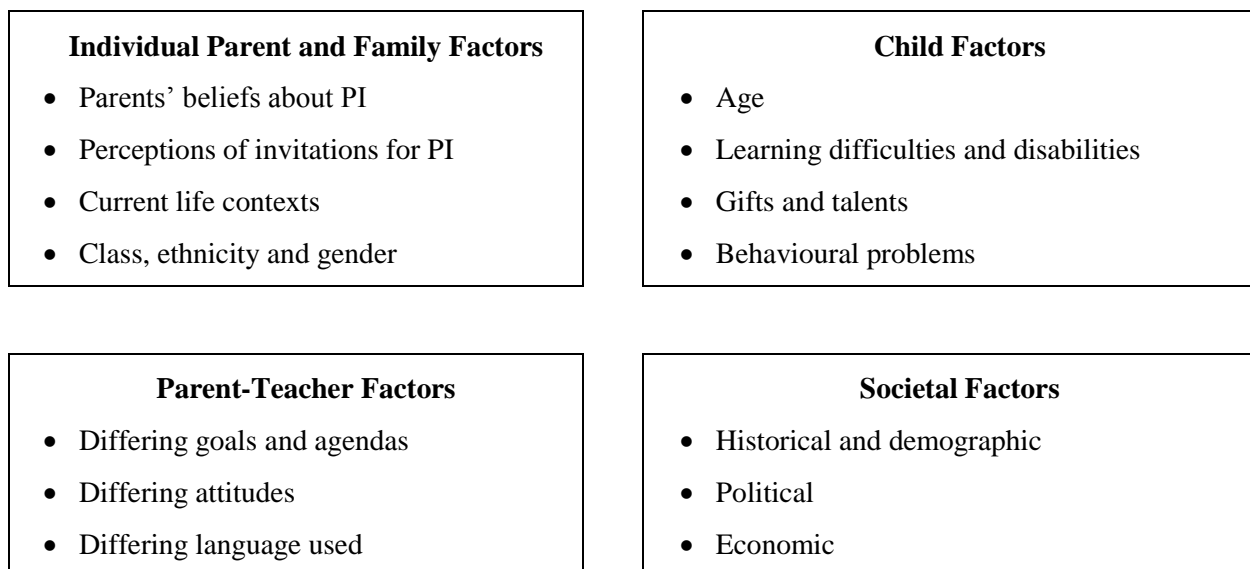 Individual Parent and Family Factors
• Parents’ beliefs about PI
• Perceptions of invitations for PI
• Current life contexts
• Class, ethnicity and gender
Child Factors
• Age
• Learning difficulties and disabilities
• Gifts and talents
• Behavioural problems
Parent-Teacher Factors
• Differing goals and agendas
• Differing attitudes
• Differing language used
Societal Factors
• Historical and demographic
• Political
• Economic